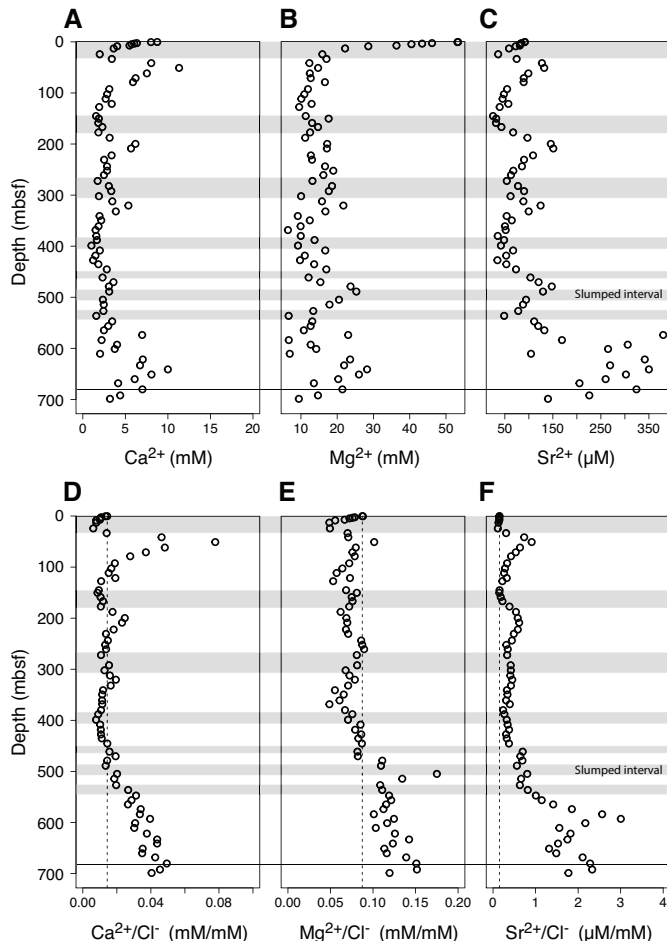 A B C
0
100
200
300
400
500
600
700
Depth (mbsf)
Slumped interval
0 5 10 15 20
10 20 30 40 50
50 150 250 350
Ca²⁺ (mM) Mg²⁺ (mM) Sr²⁺ (µM)
D E F
0
100
200
300
400
500
600
700
Depth (mbsf)
Slumped interval
0.00 0.04 0.08
0.00 0.05 0.10 0.15 0.20
0 1 2 3 4
Ca²⁺/Cl⁻ (mM/mM) Mg²⁺/Cl⁻ (mM/mM) Sr²⁺/Cl⁻ (µM/mM)